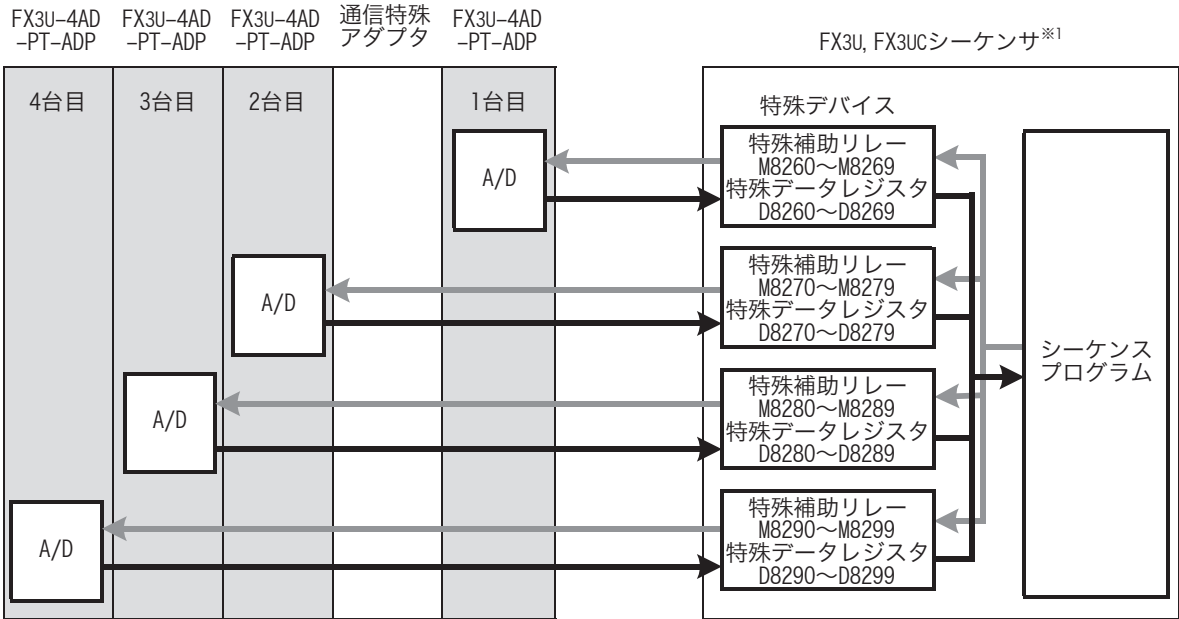 FX3U-4AD
-PT-ADP
FX3U-4AD
-PT-ADP
FX3U-4AD
-PT-ADP
通信特殊
アダプタ
FX3U-4AD
-PT-ADP
FX3U, FX3UCシーケンサ※1
4台目
3台目
2台目
1台目
特殊デバイス
A/D
特殊補助リレー
M8260～M8269
特殊データレジスタ
D8260～D8269
A/D
特殊補助リレー
M8270～M8279
特殊データレジスタ
D8270～D8279
シーケンス
プログラム
A/D
特殊補助リレー
M8280～M8289
特殊データレジスタ
D8280～D8289
A/D
特殊補助リレー
M8290～M8299
特殊データレジスタ
D8290～D8299